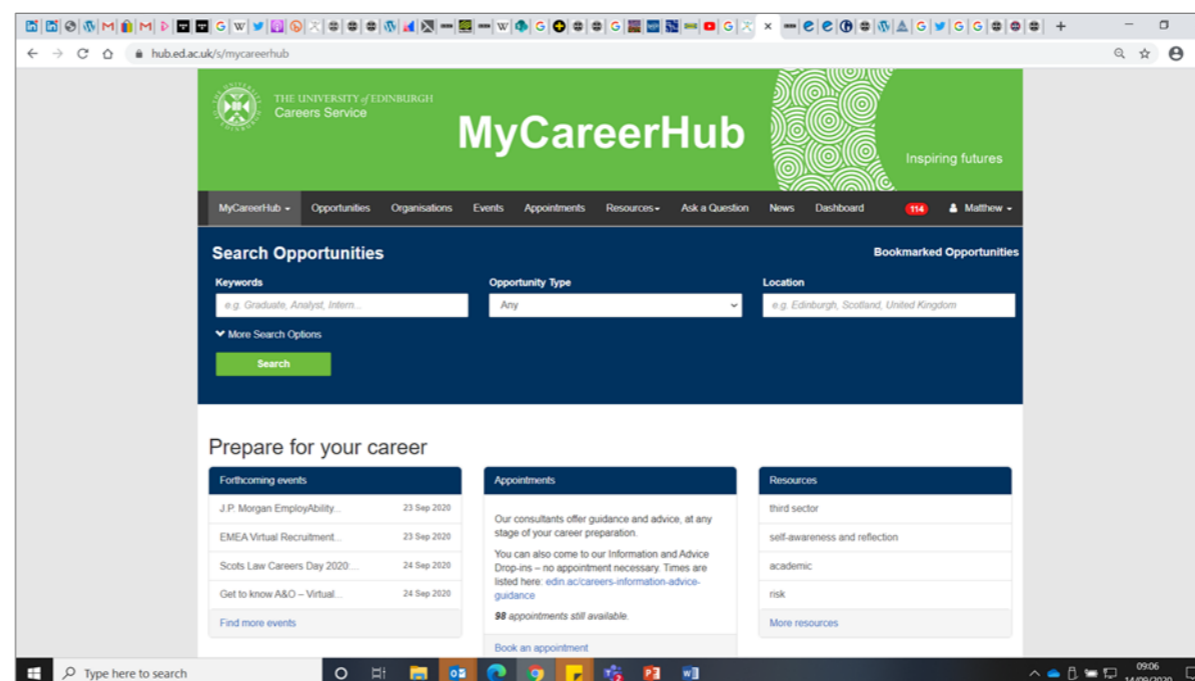 hub.ed.ac.uk/s/mycareerhub
THE UNIVERSITY of EDINBURGH
Careers Service
MyCareerHub
Inspiring futures
MyCareerHub Opportunities Organisations Events Appointments Resources Ask a Question News Dashboard 114 Matthew
Search Opportunities Bookmarked Opportunities
Keywords Opportunity Type Location
e.g. Graduate, Analyst, Intern... Any e.g. Edinburgh, Scotland, United Kingdom
More Search Options
Search
Prepare for your career
Forthcoming events
J.P. Morgan EmployAbility... 23 Sep 2020
EMEA Virtual Recruitment... 23 Sep 2020
Scots Law Careers Day 2020:... 24 Sep 2020
Get to know A&O – Virtual... 24 Sep 2020
Find more events
Appointments
Our consultants offer guidance and advice, at any
stage of your career preparation.
You can also come to our Information and Advice
Drop-ins – no appointment necessary. Times are
listed here: edin.ac/careers-information-advice-
guidance
98 appointments still available.
Book an appointment
Resources
third sector
self-awareness and reflection
academic
risk
More resources
Type here to search
09:06
14/09/2020